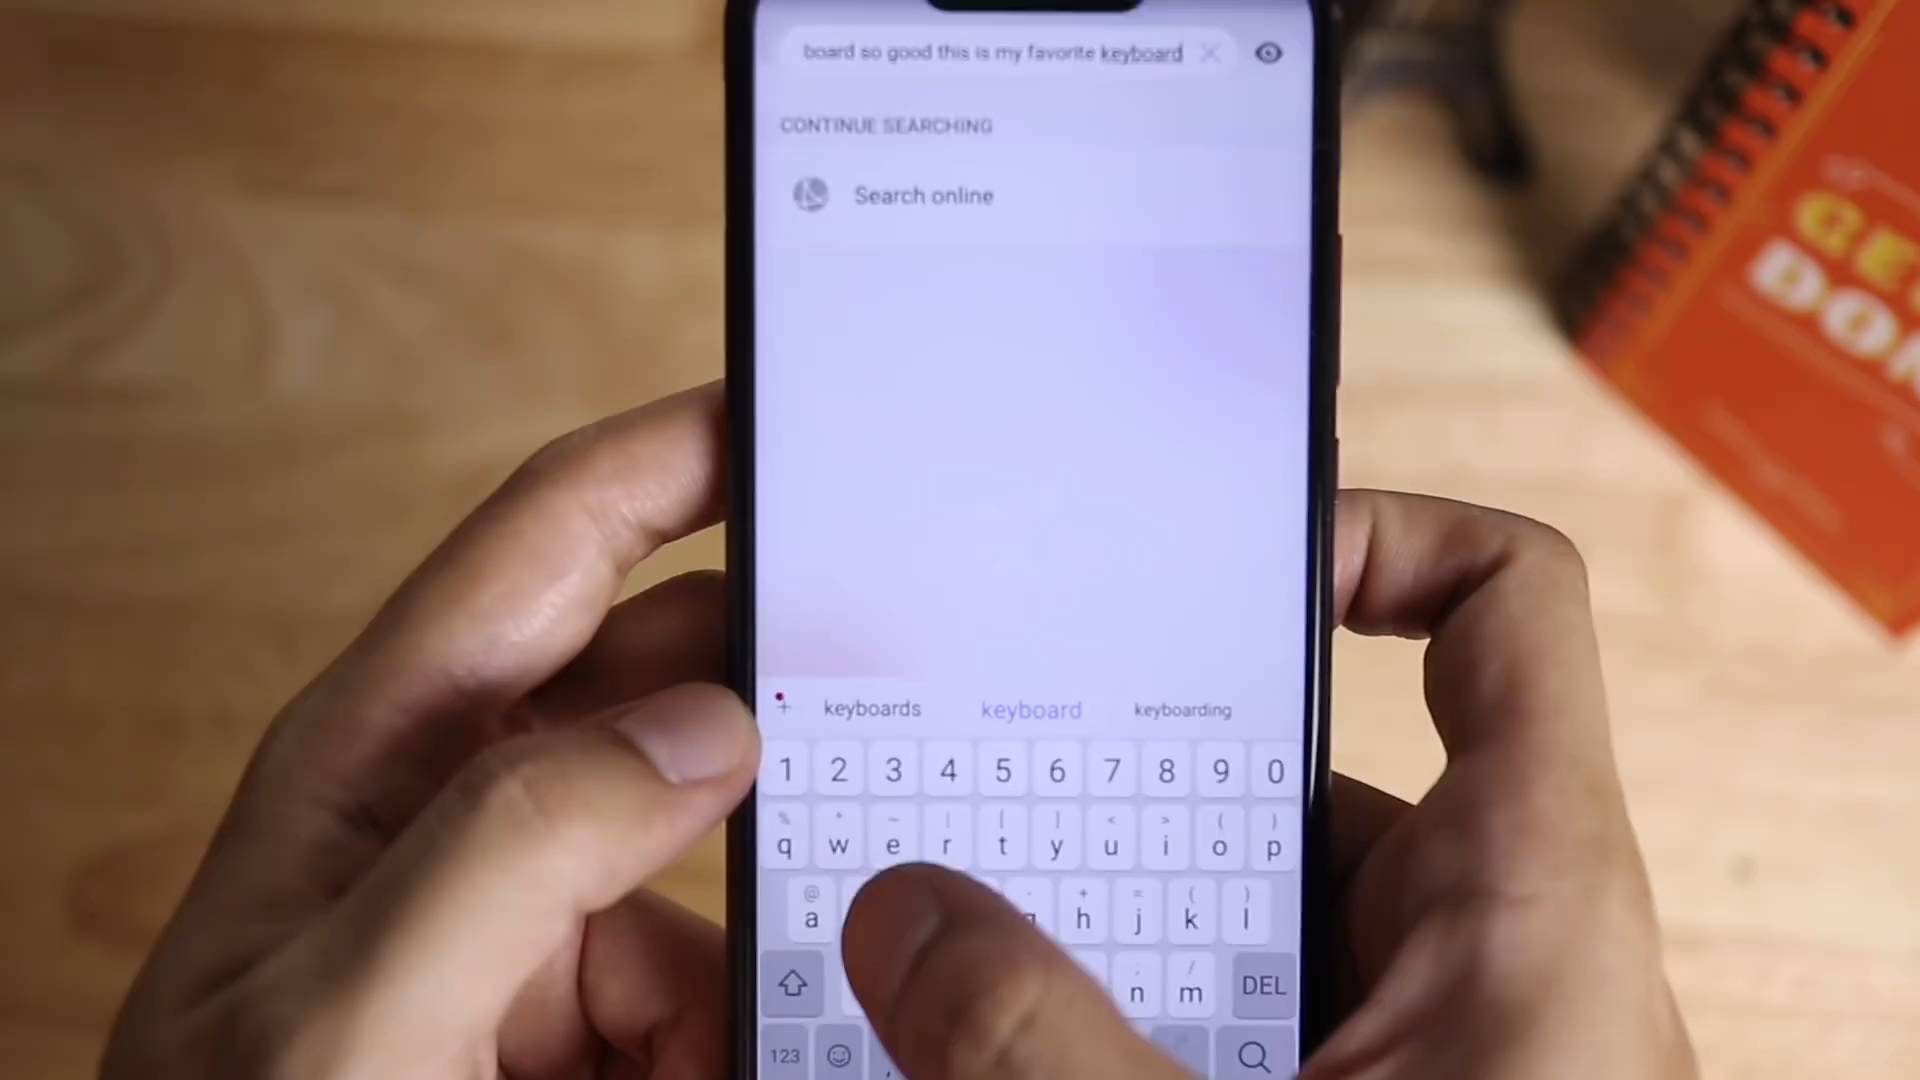 board so good this is my favorite keyboard
CONTINUE SEARCHING
Search online
keyboards keyboard keyboarding
1 2 3 4 5 6 7 8 9 0
% ^ ~ | [ ] < > ( )
q w e r t y u i o p
@ - + = ( )
a h j k l
/
n m DEL
123